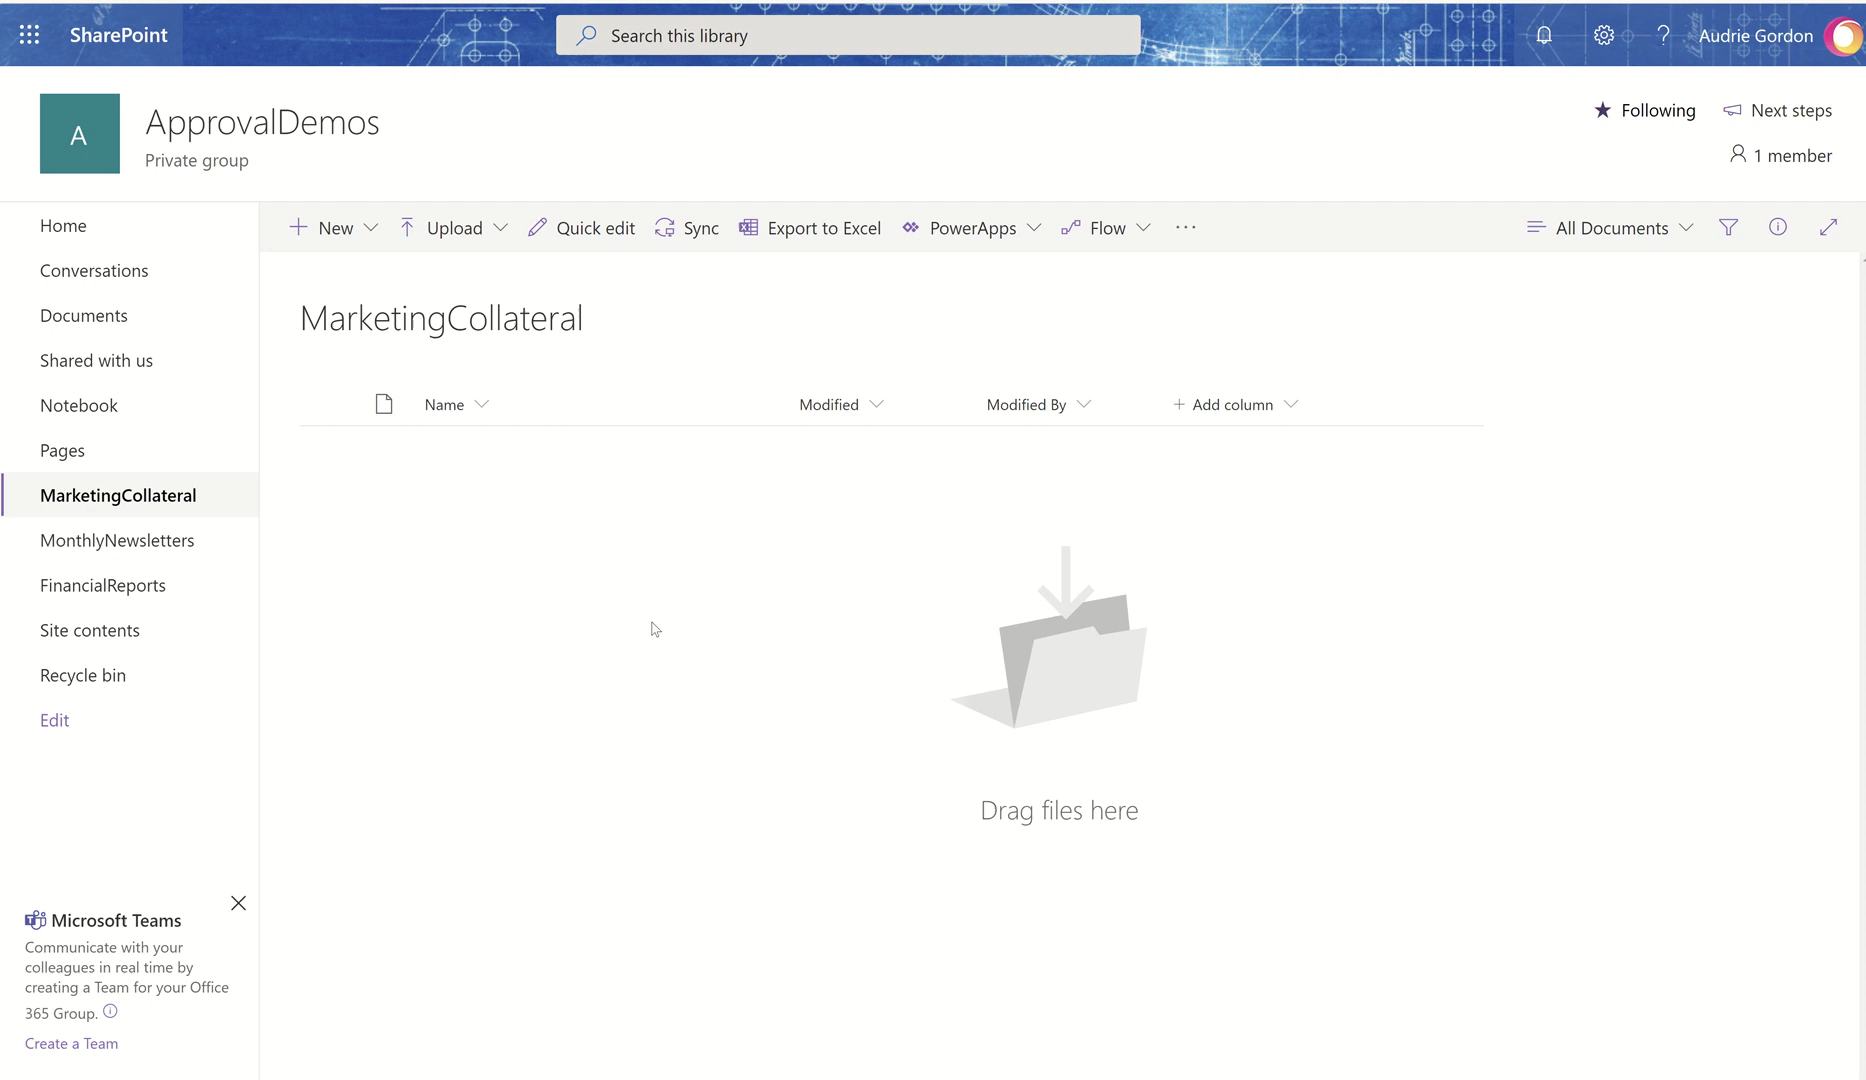 SharePoint
Search this library
Audrie Gordon
A
ApprovalDemos
Private group
Following
Next steps
1 member
Home
Conversations
Documents
Shared with us
Notebook
Pages
MarketingCollateral
MonthlyNewsletters
FinancialReports
Site contents
Recycle bin
Edit
New
Upload
Quick edit
Sync
Export to Excel
PowerApps
Flow
All Documents
MarketingCollateral
Name
Modified
Modified By
+ Add column
Drag files here
Microsoft Teams
Communicate with your
colleagues in real time by
creating a Team for your Office
365 Group.
Create a Team